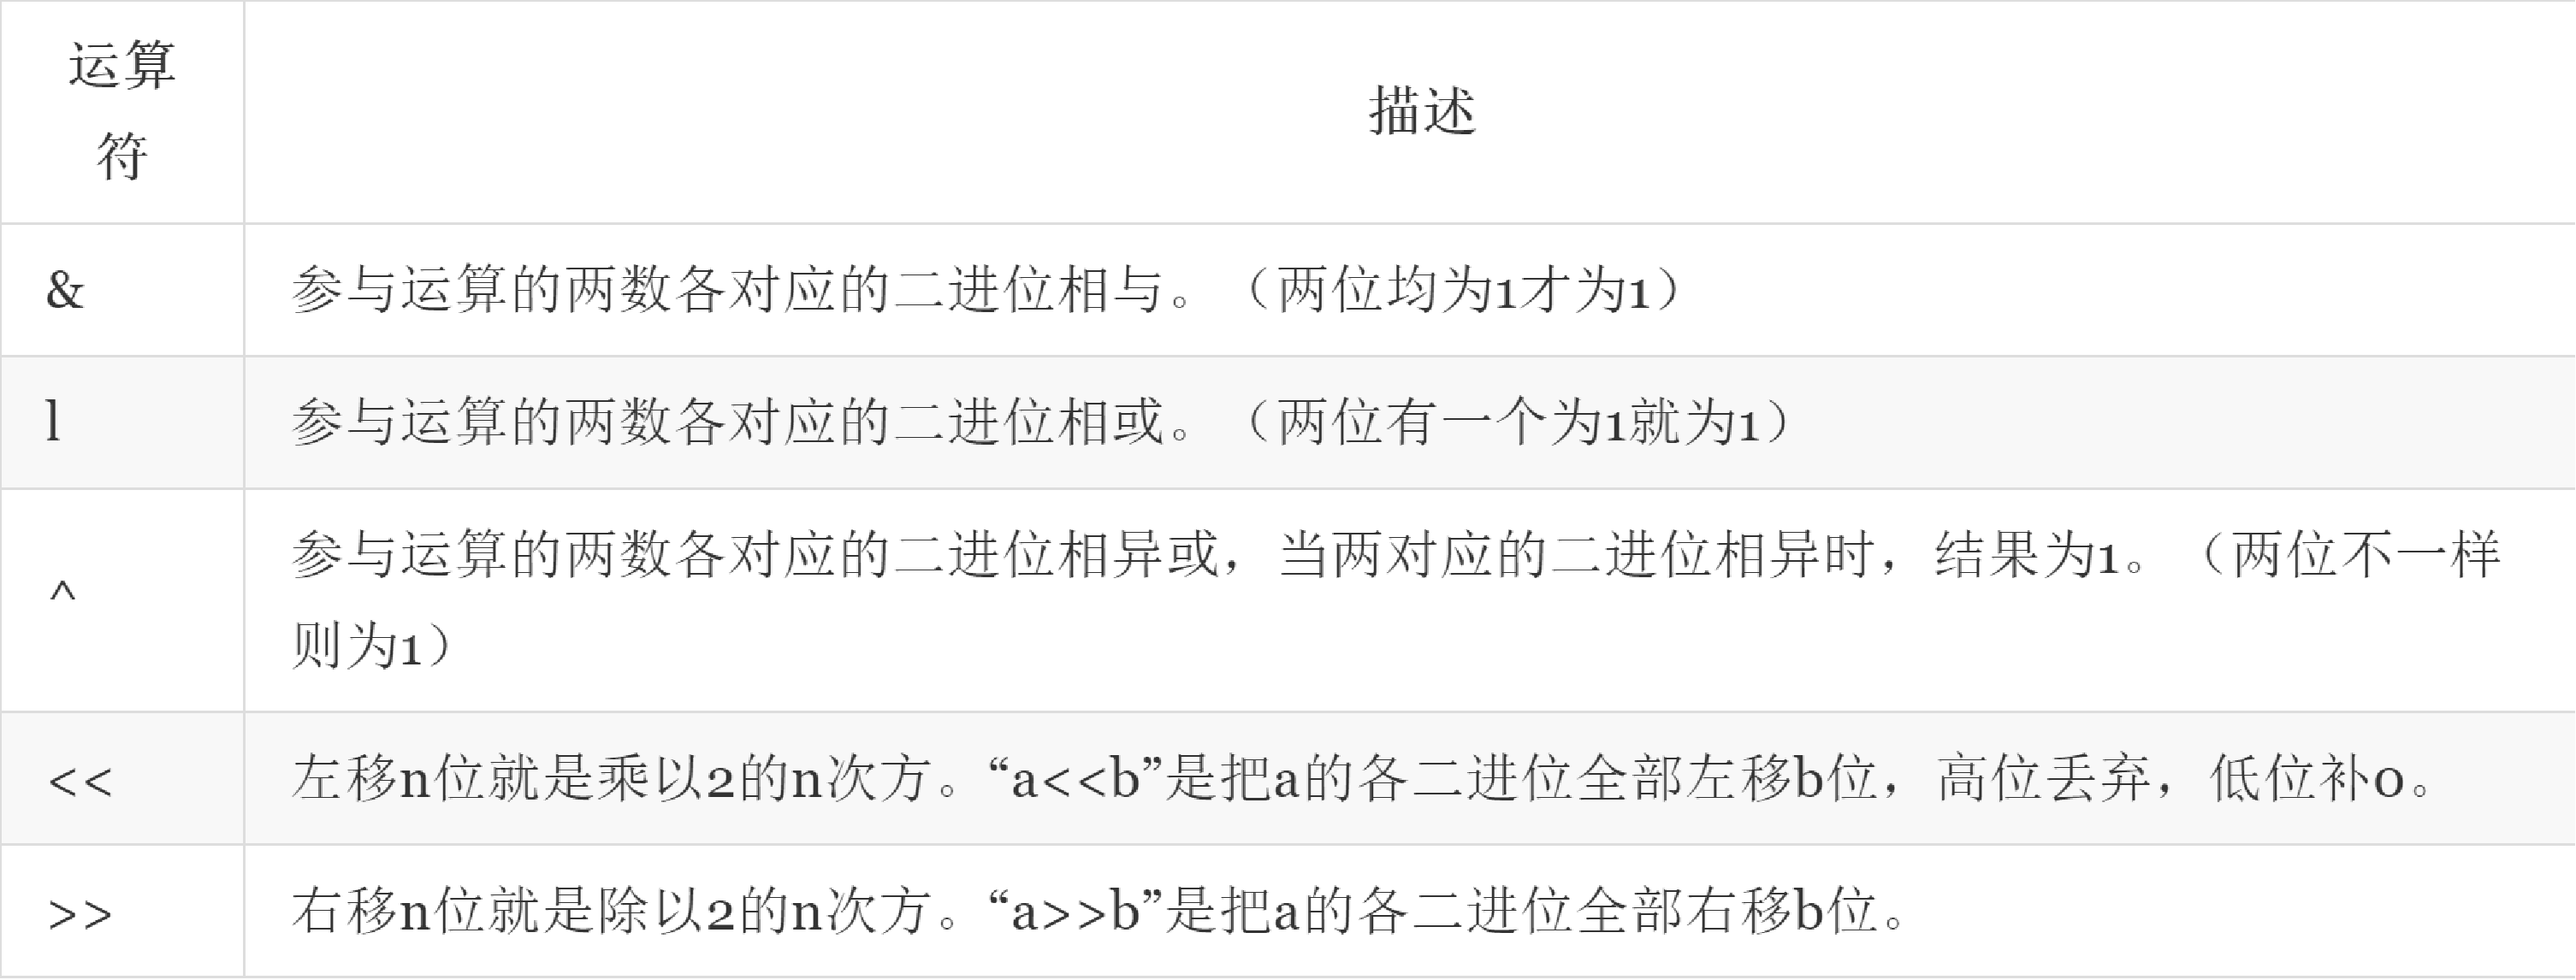 运算
符
描述
&
参与运算的两数各对应的二进位相与。（两位均为1才为1）
l
参与运算的两数各对应的二进位相或。（两位有一个为1就为1）
^
参与运算的两数各对应的二进位相异或，当两对应的二进位相异时，结果为1。（两位不一样
则为1）
<<
左移n位就是乘以2的n次方。“a<<b”是把a的各二进位全部左移b位，高位丢弃，低位补0。
>>
右移n位就是除以2的n次方。“a>>b”是把a的各二进位全部右移b位。